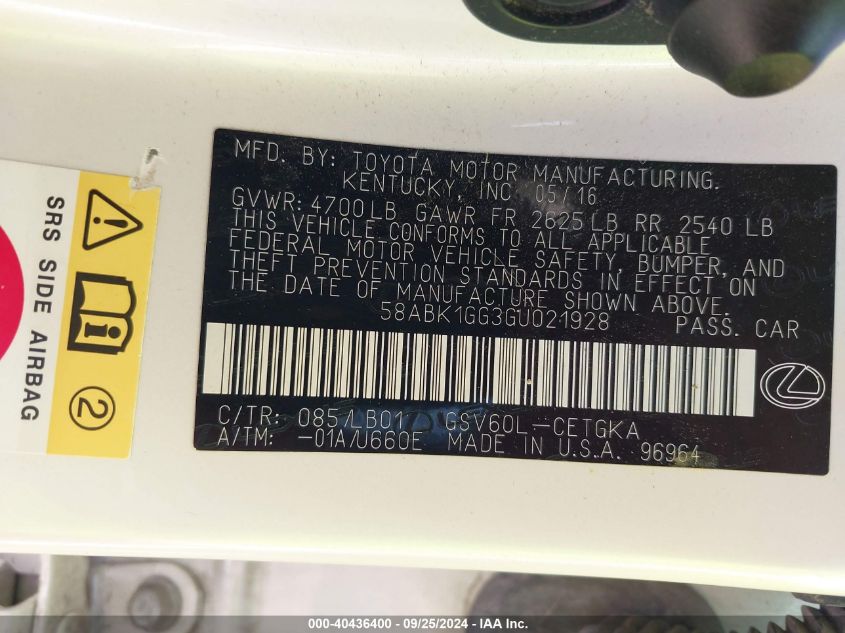 MFD. BY: TOYOTA MOTOR MANUFACTURING.
KENTUCKY, INC 05/16
GVWR: 4700LB GAWR FR 2625LB RR 2540 LB
THIS VEHICLE CONFORMS TO ALL APPLICABLE
FEDERAL MOTOR VEHICLE SAFETY, BUMPER, AND
THEFT PREVENTION STANDARDS IN EFFECT ON
THE DATE OF MANUFACTURE SHOWN ABOVE.
58ABK1GG3GU021928 PASS. CAR
C/TR: 085/LB01 GSV60L-CETGKA
A/TM: -01A/U660E MADE IN U.S.A. 96964
SRS SIDE AIRBAG
2
000-40436400 - 09/25/2024 - IAA Inc.